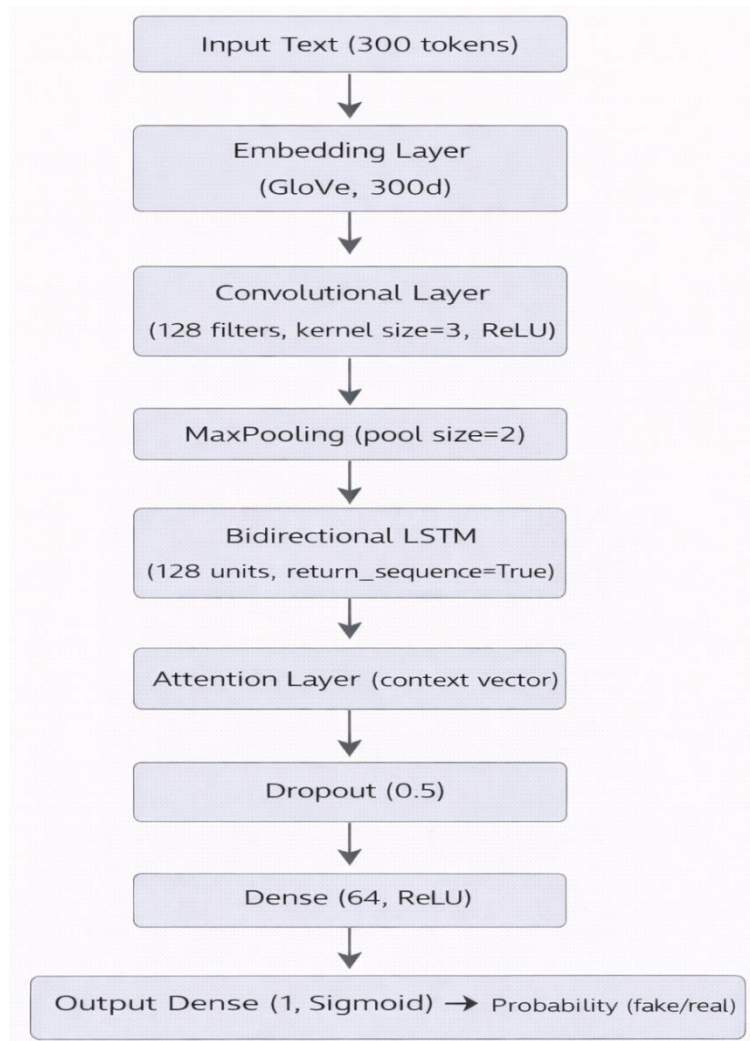 Input Text (300 tokens)
Embedding Layer
(GloVe, 300d)
Convolutional Layer
(128 filters, kernel size=3, ReLU)
MaxPooling (pool size=2)
Bidirectional LSTM
(128 units, return_sequence=True)
Attention Layer (context vector)
Dropout (0.5)
Dense (64, ReLU)
Output Dense (1, Sigmoid) → Probability (fake/real)